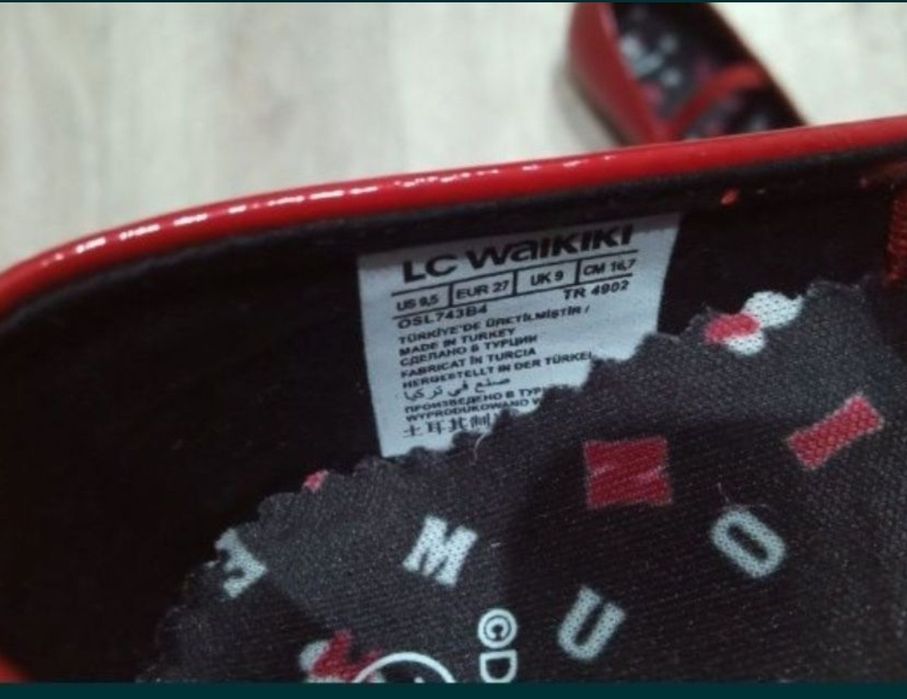 LC WAIKIKI
US 9,5 EUR 27 UK 9 CM 16,7
OSL743B4 TR 4902
TÜRKİYE'DE ÜRETİLMİŞTİR /
MADE IN TURKEY
СДЕЛАНО В ТУРЦИИ
FABRICAT ÎN TURCIA
HERGESTELLT IN DER TÜRKEI
صنع في تركيا
ПРОИЗВЕДЕНО В
WYPRODUKOWANO W
土耳其制
M
O
E M
U
©D